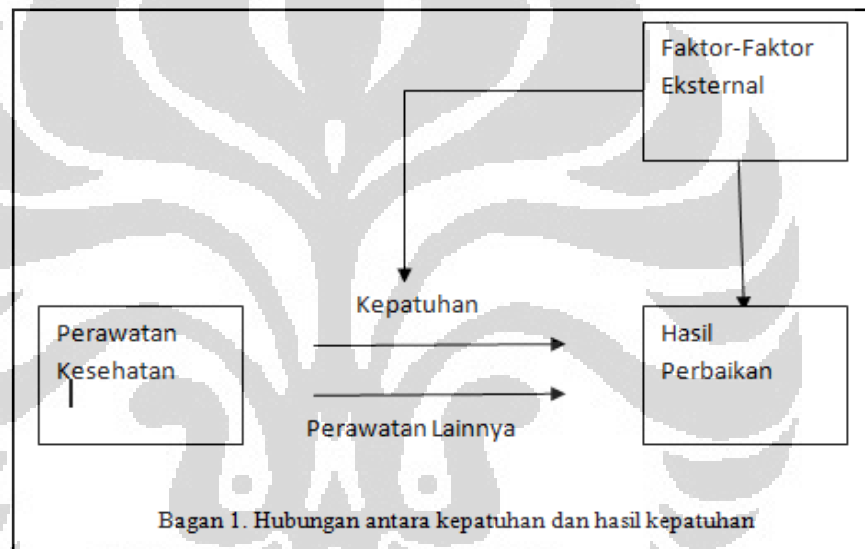 Faktor-Faktor
Eksternal
Kepatuhan
Perawatan
Kesehatan
Hasil
Perbaikan
Perawatan Lainnya
Bagan 1. Hubungan antara kepatuhan dan hasil kepatuhan